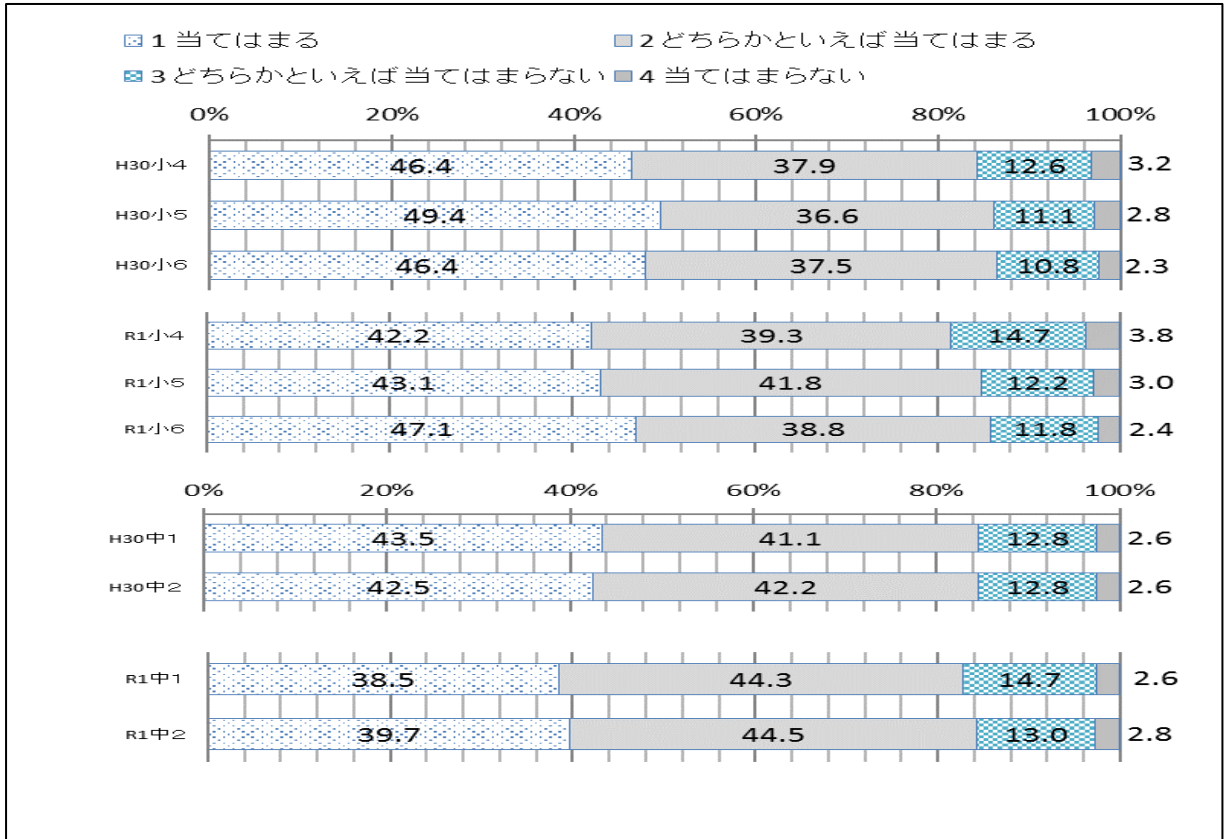 1 当てはまる 2 どちらかといえば 当てはまる
3 どちらかといえば 当てはまらない 4 当てはまらない
0% 20% 40% 60% 80% 100%
H30小4 46.4 37.9 12.6 3.2
H30小5 49.4 36.6 11.1 2.8
H30小6 46.4 37.5 10.8 2.3
R1小4 42.2 39.3 14.7 3.8
R1小5 43.1 41.8 12.2 3.0
R1小6 47.1 38.8 11.8 2.4
0% 20% 40% 60% 80% 100%
H30中1 43.5 41.1 12.8 2.6
H30中2 42.5 42.2 12.8 2.6
R1中1 38.5 44.3 14.7 2.6
R1中2 39.7 44.5 13.0 2.8